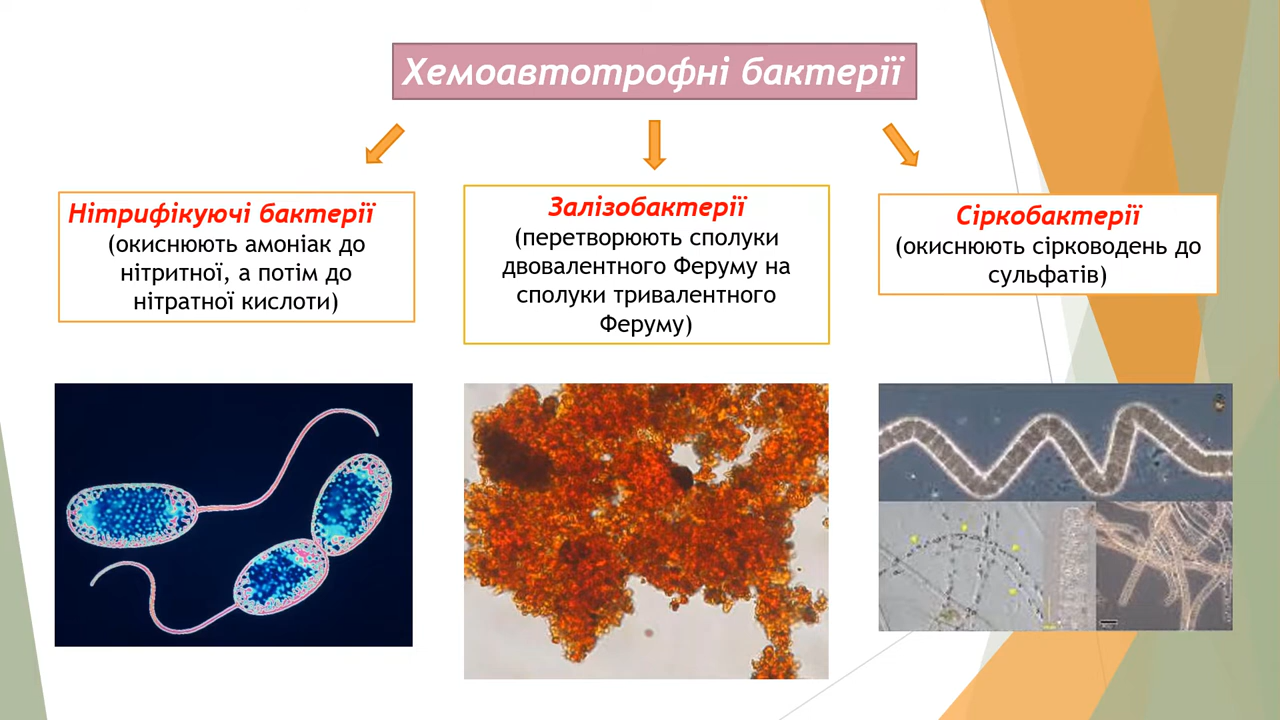 Хемоавтотрофні бактерії
Нітрифікуючі бактерії
(окиснюють амоніак до
нітритної, а потім до
нітратної кислоти)
Залізобактерії
(перетворюють сполуки
двовалентного Феруму на
сполуки тривалентного
Феруму)
Сіркобактерії
(окиснюють сірководень до
сульфатів)